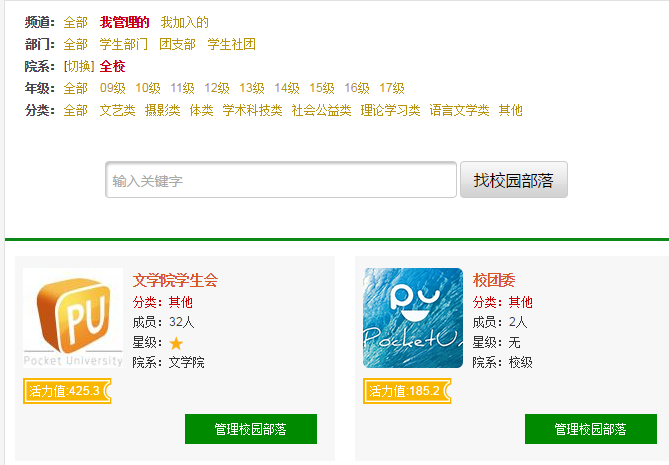 频道: 全部 我管理的 我加入的
部门: 全部 学生部门 团支部 学生社团
院系: [切换] 全校
年级: 全部 09级 10级 11级 12级 13级 14级 15级 16级 17级
分类: 全部 文艺类 摄影类 体类 学术科技类 社会公益类 理论学习类 语言文学类 其他
输入关键字 找校园部落
PU
Pocket University
文学院学生会
分类: 其他
成员: 32人
星级:
院系: 文学院
活力值:425.3
管理校园部落
pu
PocketU
校团委
分类: 其他
成员: 2人
星级: 无
院系: 校级
活力值:185.2
管理校园部落